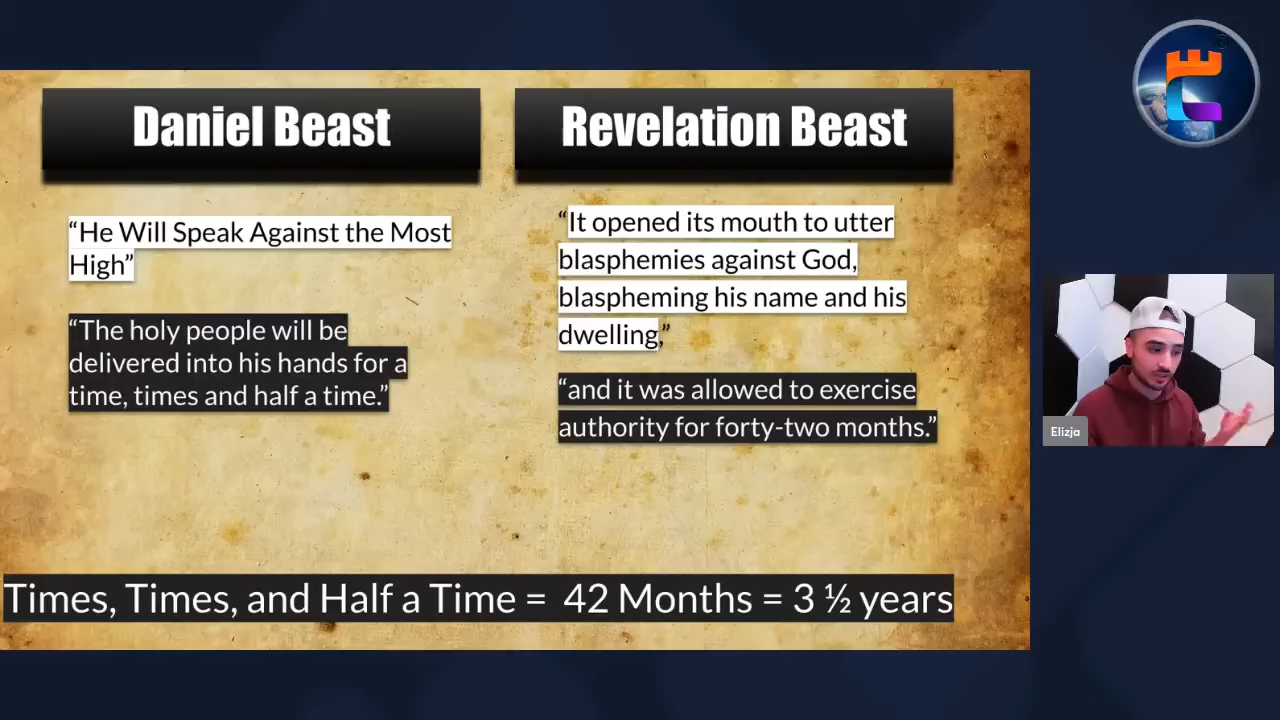 Daniel Beast
“He Will Speak Against the Most
High”
“The holy people will be
delivered into his hands for a
time, times and half a time.”
Revelation Beast
“It opened its mouth to utter
blasphemies against God,
blaspheming his name and his
dwelling,”
“and it was allowed to exercise
authority for forty-two months.”
Times, Times, and Half a Time = 42 Months = 3 ½ years
Elizja